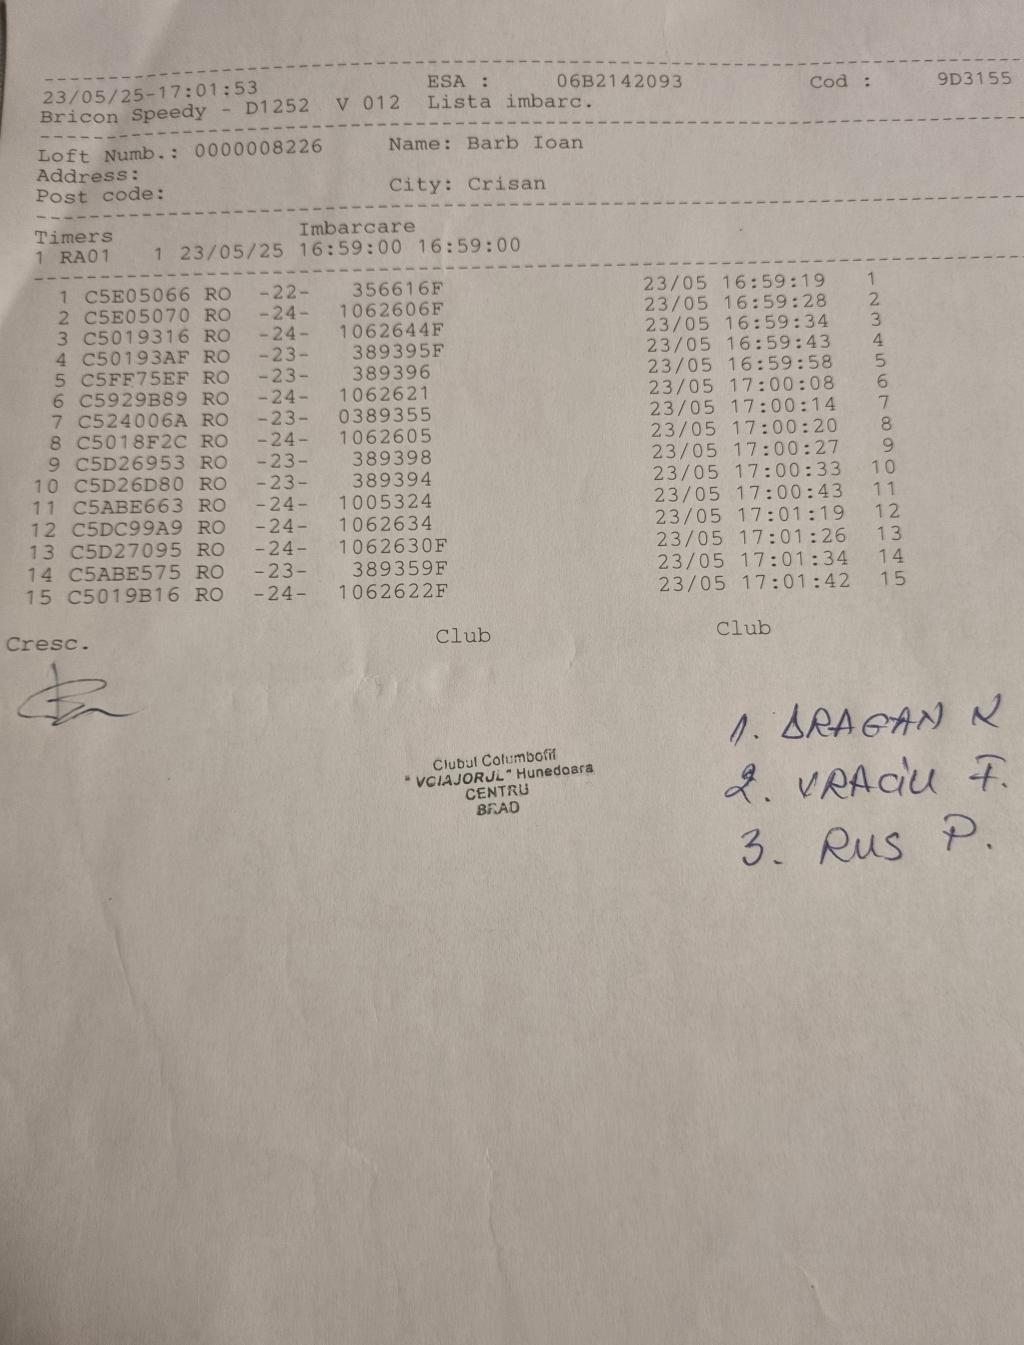 23/05/25-17:01:53 ESA : 06B2142093 Cod : 9D3155
Bricon Speedy - D1252 V 012 Lista imbarc.
Loft Numb.: 0000008226 Name: Barb Ioan
Address:
Post code: City: Crisan
Timers Imbarcare
1 RA01 1 23/05/25 16:59:00 16:59:00
1 C5E05066 RO -22- 356616F 23/05 16:59:19 1
2 C5E05070 RO -24- 1062606F 23/05 16:59:28 2
3 C5019316 RO -24- 1062644F 23/05 16:59:34 3
4 C50193AF RO -23- 389395F 23/05 16:59:43 4
5 C5FF75EF RO -23- 389396 23/05 16:59:58 5
6 C5929B89 RO -24- 1062621 23/05 17:00:08 6
7 C524006A RO -23- 0389355 23/05 17:00:14 7
8 C5018F2C RO -24- 1062605 23/05 17:00:20 8
9 C5D26953 RO -23- 389398 23/05 17:00:27 9
10 C5D26D80 RO -23- 389394 23/05 17:00:33 10
11 C5ABE663 RO -24- 1005324 23/05 17:00:43 11
12 C5DC99A9 RO -24- 1062634 23/05 17:01:19 12
13 C5D27095 RO -24- 1062630F 23/05 17:01:26 13
14 C5ABE575 RO -23- 389359F 23/05 17:01:34 14
15 C5019B16 RO -24- 1062622F 23/05 17:01:42 15
Cresc. Club Club
1. DRAGAN N
Clubul Columbofil
" VOIAJORUL" Hunedoara
CENTRU
BRAD
2. VRACIU F.
3. RUS P.